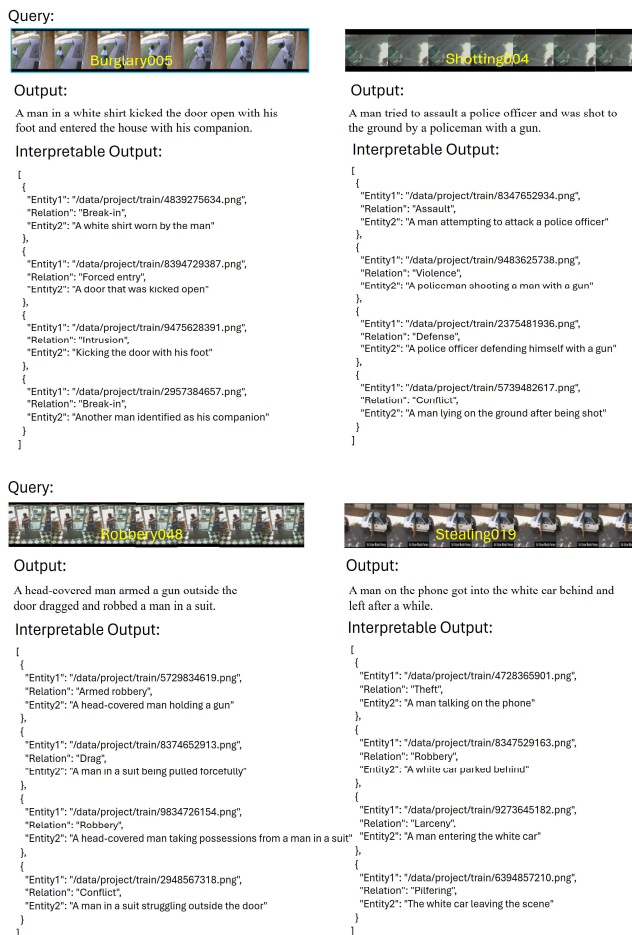 Query:
Burglary005
Output:
A man in a white shirt kicked the door open with his
foot and entered the house with his companion.
Interpretable Output:
[
{
"Entity1": "/data/project/train/4839275634.png",
"Relation": "Break-in",
"Entity2": "A white shirt worn by the man"
},
{
"Entity1": "/data/project/train/8394729387.png",
"Relation": "Forced entry",
"Entity2": "A door that was kicked open"
},
{
"Entity1": "/data/project/train/9475628391.png",
"Relation": "Intrusion",
"Entity2": "Kicking the door with his foot"
},
{
"Entity1": "/data/project/train/2957384657.png",
"Relation": "Break-in",
"Entity2": "Another man identified as his companion"
}
]
Shotting004
Output:
A man tried to assault a police officer and was shot to
the ground by a policeman with a gun.
Interpretable Output:
[
{
"Entity1": "/data/project/train/8347652934.png",
"Relation": "Assault",
"Entity2": "A man attempting to attack a police officer"
},
{
"Entity1": "/data/project/train/9483625738.png",
"Relation": "Violence",
"Entity2": "A policeman shooting a man with a gun"
},
{
"Entity1": "/data/project/train/2375481936.png",
"Relation": "Defense",
"Entity2": "A police officer defending himself with a gun"
},
{
"Entity1": "/data/project/train/5739482617.png",
"Relation": "Conflict",
"Entity2": "A man lying on the ground after being shot"
}
]
Query:
Robbery048
Output:
A head-covered man armed a gun outside the
door dragged and robbed a man in a suit.
Interpretable Output:
[
{
"Entity1": "/data/project/train/5729834619.png",
"Relation": "Armed robbery",
"Entity2": "A head-covered man holding a gun"
},
{
"Entity1": "/data/project/train/8374652913.png",
"Relation": "Drag",
"Entity2": "A man in a suit being pulled forcefully"
},
{
"Entity1": "/data/project/train/9834726154.png",
"Relation": "Robbery",
"Entity2": "A head-covered man taking possessions from a man in a suit"
},
{
"Entity1": "/data/project/train/2948567318.png",
"Relation": "Conflict",
"Entity2": "A man in a suit struggling outside the door"
}
]
Stealing019
Output:
A man on the phone got into the white car behind and
left after a while.
Interpretable Output:
[
{
"Entity1": "/data/project/train/4728365901.png",
"Relation": "Theft",
"Entity2": "A man talking on the phone"
},
{
"Entity1": "/data/project/train/8347529163.png",
"Relation": "Robbery",
"Entity2": "A white car parked behind"
},
{
"Entity1": "/data/project/train/9273645182.png",
"Relation": "Larceny",
"Entity2": "A man entering the white car"
},
{
"Entity1": "/data/project/train/6394857210.png",
"Relation": "Pilfering",
"Entity2": "The white car leaving the scene"
}
]